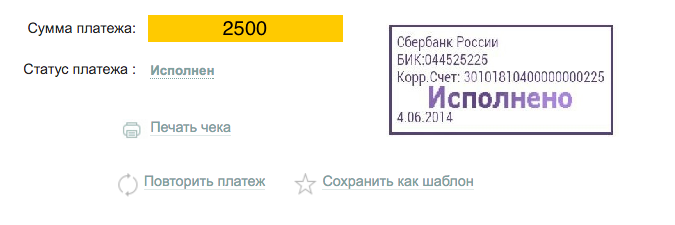 Сумма платежа: 2500
Статус платежа : Исполнен
Печать чека
Повторить платеж Сохранить как шаблон
Сбербанк России
БИК:044525225
Корр.Счет: 30101810400000000225
Исполнено
4.06.2014